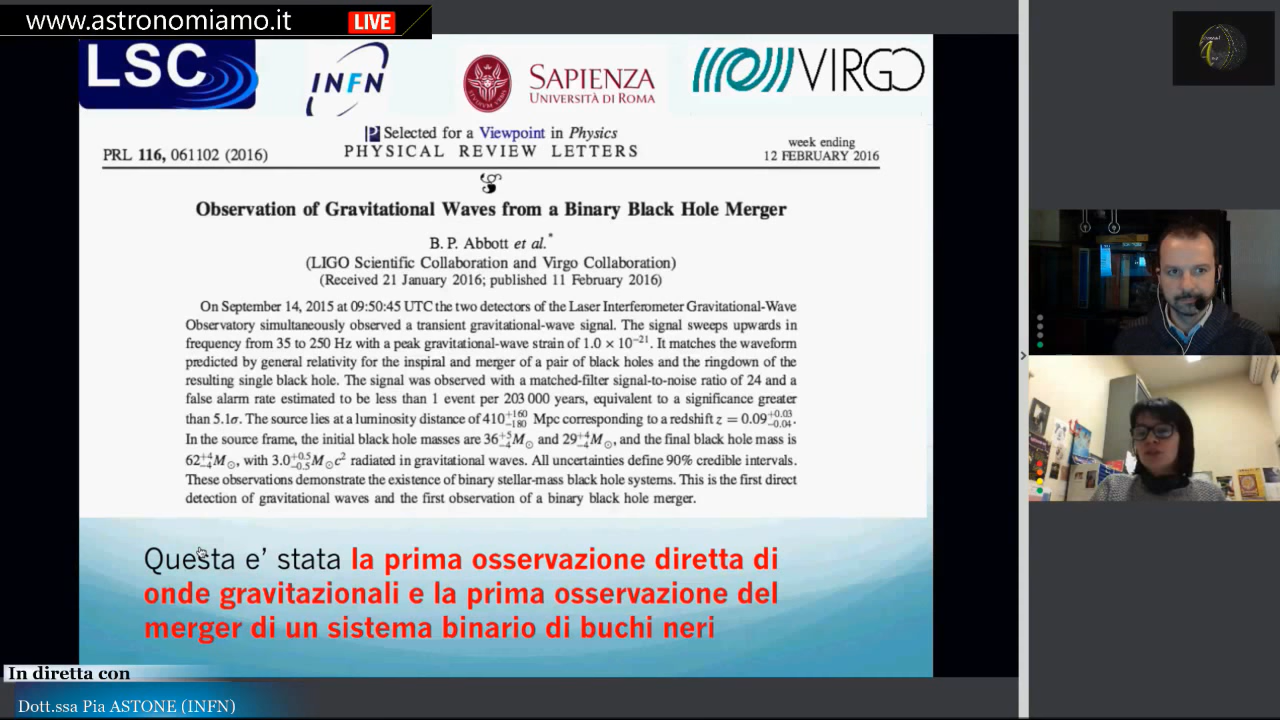 www.astronomiamo.it LIVE
LSC
INFN
SAPIENZA
UNIVERSITÀ DI ROMA
VIRGO
Selected for a Viewpoint in Physics
PRL 116, 061102 (2016)
PHYSICAL REVIEW LETTERS
week ending
12 FEBRUARY 2016
Observation of Gravitational Waves from a Binary Black Hole Merger
B. P. Abbott et al.*
(LIGO Scientific Collaboration and Virgo Collaboration)
(Received 21 January 2016; published 11 February 2016)
On September 14, 2015 at 09:50:45 UTC the two detectors of the Laser Interferometer Gravitational-Wave
Observatory simultaneously observed a transient gravitational-wave signal. The signal sweeps upwards in
frequency from 35 to 250 Hz with a peak gravitational-wave strain of 1.0 × 10⁻²¹. It matches the waveform
predicted by general relativity for the inspiral and merger of a pair of black holes and the ringdown of the
resulting single black hole. The signal was observed with a matched-filter signal-to-noise ratio of 24 and a
false alarm rate estimated to be less than 1 event per 203 000 years, equivalent to a significance greater
than 5.1σ. The source lies at a luminosity distance of 410⁺¹⁶⁰₋₁₈₀ Mpc corresponding to a redshift z = 0.09⁺⁰·⁰³₋₀.₀₄.
In the source frame, the initial black hole masses are 36⁺⁵₋₄M⊙ and 29⁺⁴₋₄M⊙, and the final black hole mass is
62⁺⁴₋₄M⊙, with 3.0⁺⁰·⁵₋₀.₅M⊙c² radiated in gravitational waves. All uncertainties define 90% credible intervals.
These observations demonstrate the existence of binary stellar-mass black hole systems. This is the first direct
detection of gravitational waves and the first observation of a binary black hole merger.
Questa e' stata la prima osservazione diretta di
onde gravitazionali e la prima osservazione del
merger di un sistema binario di buchi neri
In diretta con
Dott.ssa Pia ASTONE (INFN)